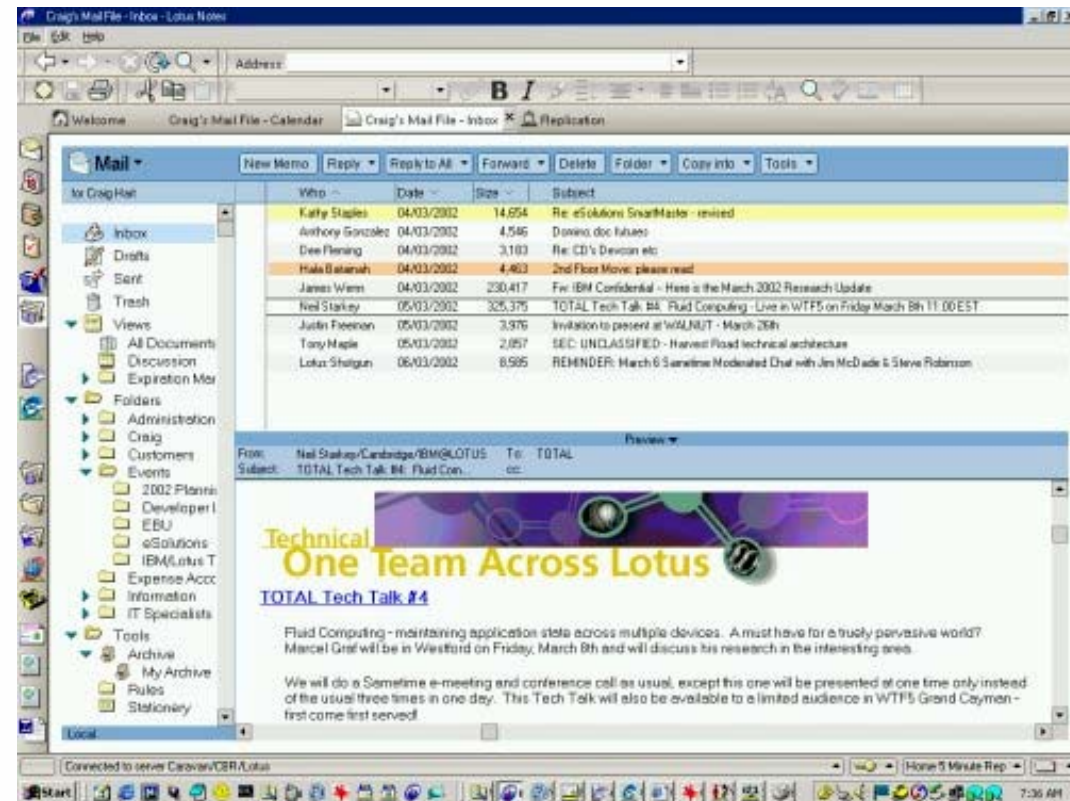 Craig's Mail File - Inbox - Lotus Notes
File Edit Help
Address
B I
Welcome Craig's Mail File - Calendar Craig's Mail File - Inbox Replication
Mail New Memo Reply Reply to All Forward Delete Folder Copy into Tools
for Craig Hart Who Date Size Subject
Kathy Staples 04/03/2002 14,654 Re: eSolutions SmartMaster - revised
Anthony Gonzales 04/03/2002 4,546 Domino.doc futures
Dee Fleming 04/03/2002 3,183 Re: CD's Devcon etc
Hala Batainah 04/03/2002 4,463 2nd Floor Move: please read
James Wenn 04/03/2002 230,417 Fw: IBM Confidential - Here is the March 2002 Research Update
Neil Starkey 05/03/2002 325,375 TOTAL Tech Talk #4: Fluid Computing - Live in WTF5 on Friday March 8th 11:00 EST
Justin Freeman 05/03/2002 3,976 Invitation to present at WALNUT - March 26th
Tony Maple 05/03/2002 2,857 SEC: UNCLASSIFIED - Harvest Road technical architecture
Lotus Shotgun 06/03/2002 8,585 REMINDER: March 6 Sametime Moderated Chat with Jim McDade & Steve Robinson
Inbox
Drafts
Sent
Trash
Views
All Documents
Discussion
Expiration Mar
Folders
Administration
Craig
Customers
Events
2002 Planni
Developer I
EBU
eSolutions
IBM/Lotus T
Expense Acco
Information
IT Specialists
Tools
Archive
My Archive
Rules
Stationery
Local
Preview
From: Neil Starkey/Cambridge/IBM@LOTUS To: TOTAL
Subject: TOTAL Tech Talk #4: Fluid Com... cc:
Technical
One Team Across Lotus
TOTAL Tech Talk #4
Fluid Computing - maintaining application state across multiple devices. A must have for a truely pervasive world?
Marcel Graf will be in Westford on Friday, March 8th and will discuss his research in the interesting area.
We will do a Sametime e-meeting and conference call as usual, except this one will be presented at one time only instead
of the usual three times in one day. This Tech Talk will also be available to a limited audience in WTF5 Grand Cayman -
first come first served!
Connected to server Caravan/CBR/Lotus Home 5 Minute Rep
Start 7:36 AM